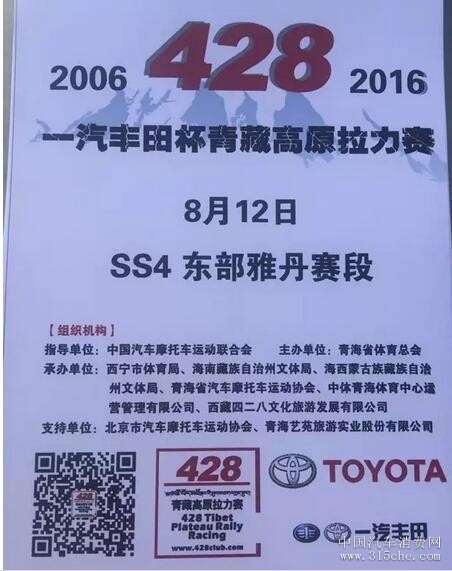 2006 428 2016
一汽丰田杯青藏高原拉力赛
8月12日
SS4 东部雅丹赛段
【组织机构】
指导单位：中国汽车摩托车运动联合会 主办单位：青海省体育总会
承办单位：西宁市体育局、海南藏族自治州文体局、海西蒙古族藏族自治
州文体局、青海省汽车摩托车运动协会、中体青海体育中心运
营管理有限公司、西藏四二八文化旅游发展有限公司
支持单位：北京市汽车摩托车运动协会、青海艺苑旅游实业股份有限公司
428
428
青藏高原拉力赛
428 Tibet
Plateau Rally
Racing
www.428club.com
TOYOTA
一汽丰田
中国汽车消费网
www.315che.com